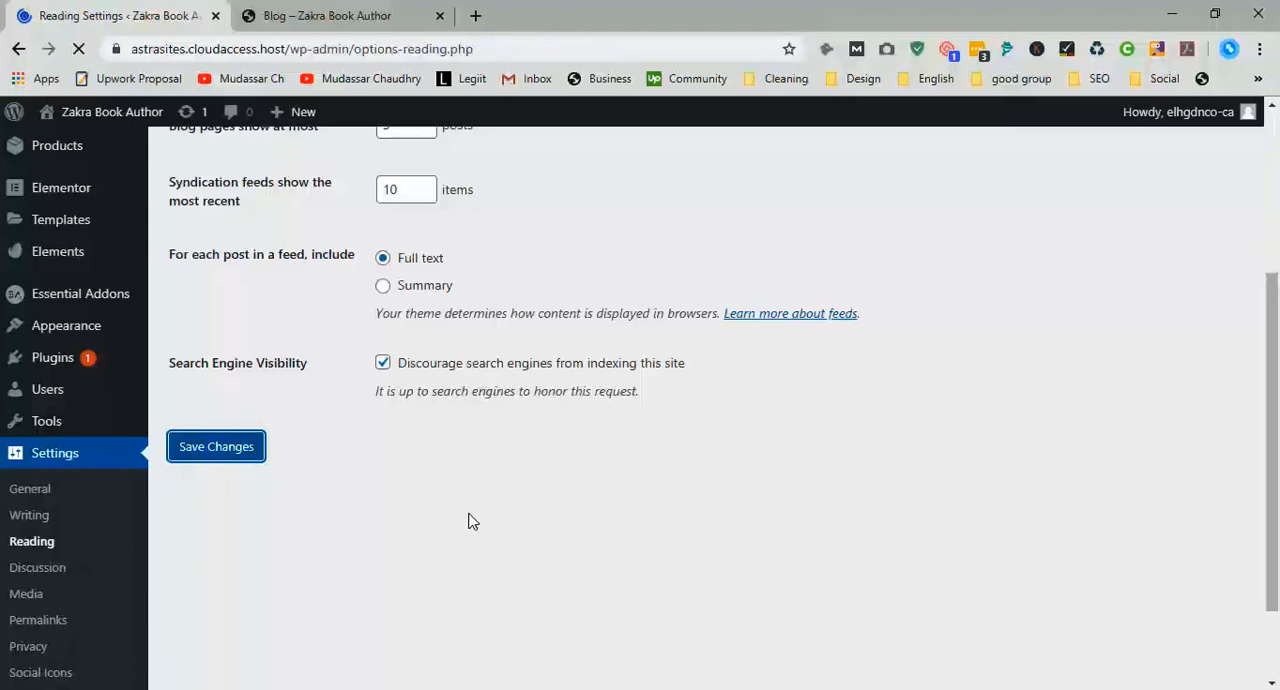 Reading Settings ‹ Zakra Book A
Blog – Zakra Book Author
astrasites.cloudaccess.host/wp-admin/options-reading.php
1
3
Apps
Upwork Proposal
Mudassar Ch
Mudassar Chaudhry
Legiit
Inbox
Business
Community
Cleaning
Design
English
good group
SEO
Social
Zakra Book Author
1
0
New
Howdy, elhgdnco-ca
Blog pages show at most
posts
Products
Elementor
Templates
Elements
Essential Addons
Appearance
Plugins 1
Users
Tools
Settings
General
Writing
Reading
Discussion
Media
Permalinks
Privacy
Social Icons
Syndication feeds show the
most recent
10 items
For each post in a feed, include
Full text
Summary
Your theme determines how content is displayed in browsers. Learn more about feeds.
Search Engine Visibility
Discourage search engines from indexing this site
It is up to search engines to honor this request.
Save Changes